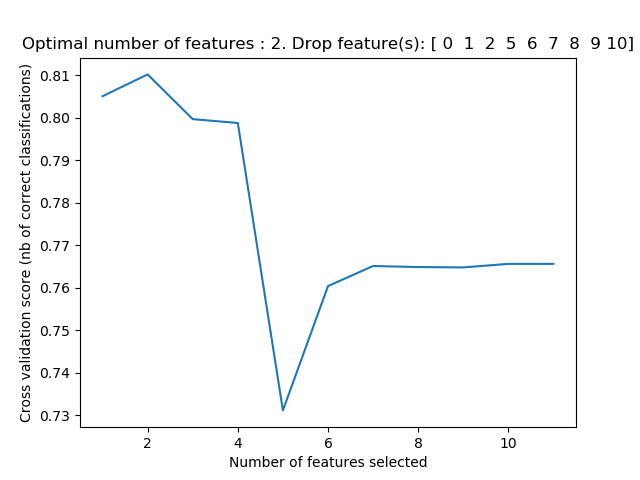 Optimal number of features : 2. Drop feature(s): [ 0  1  2  5  6  7  8  9 10]
0.81
0.80
0.79
0.78
0.77
0.76
0.75
0.74
0.73
Cross validation score (nb of correct classifications)
2 4 6 8 10
Number of features selected